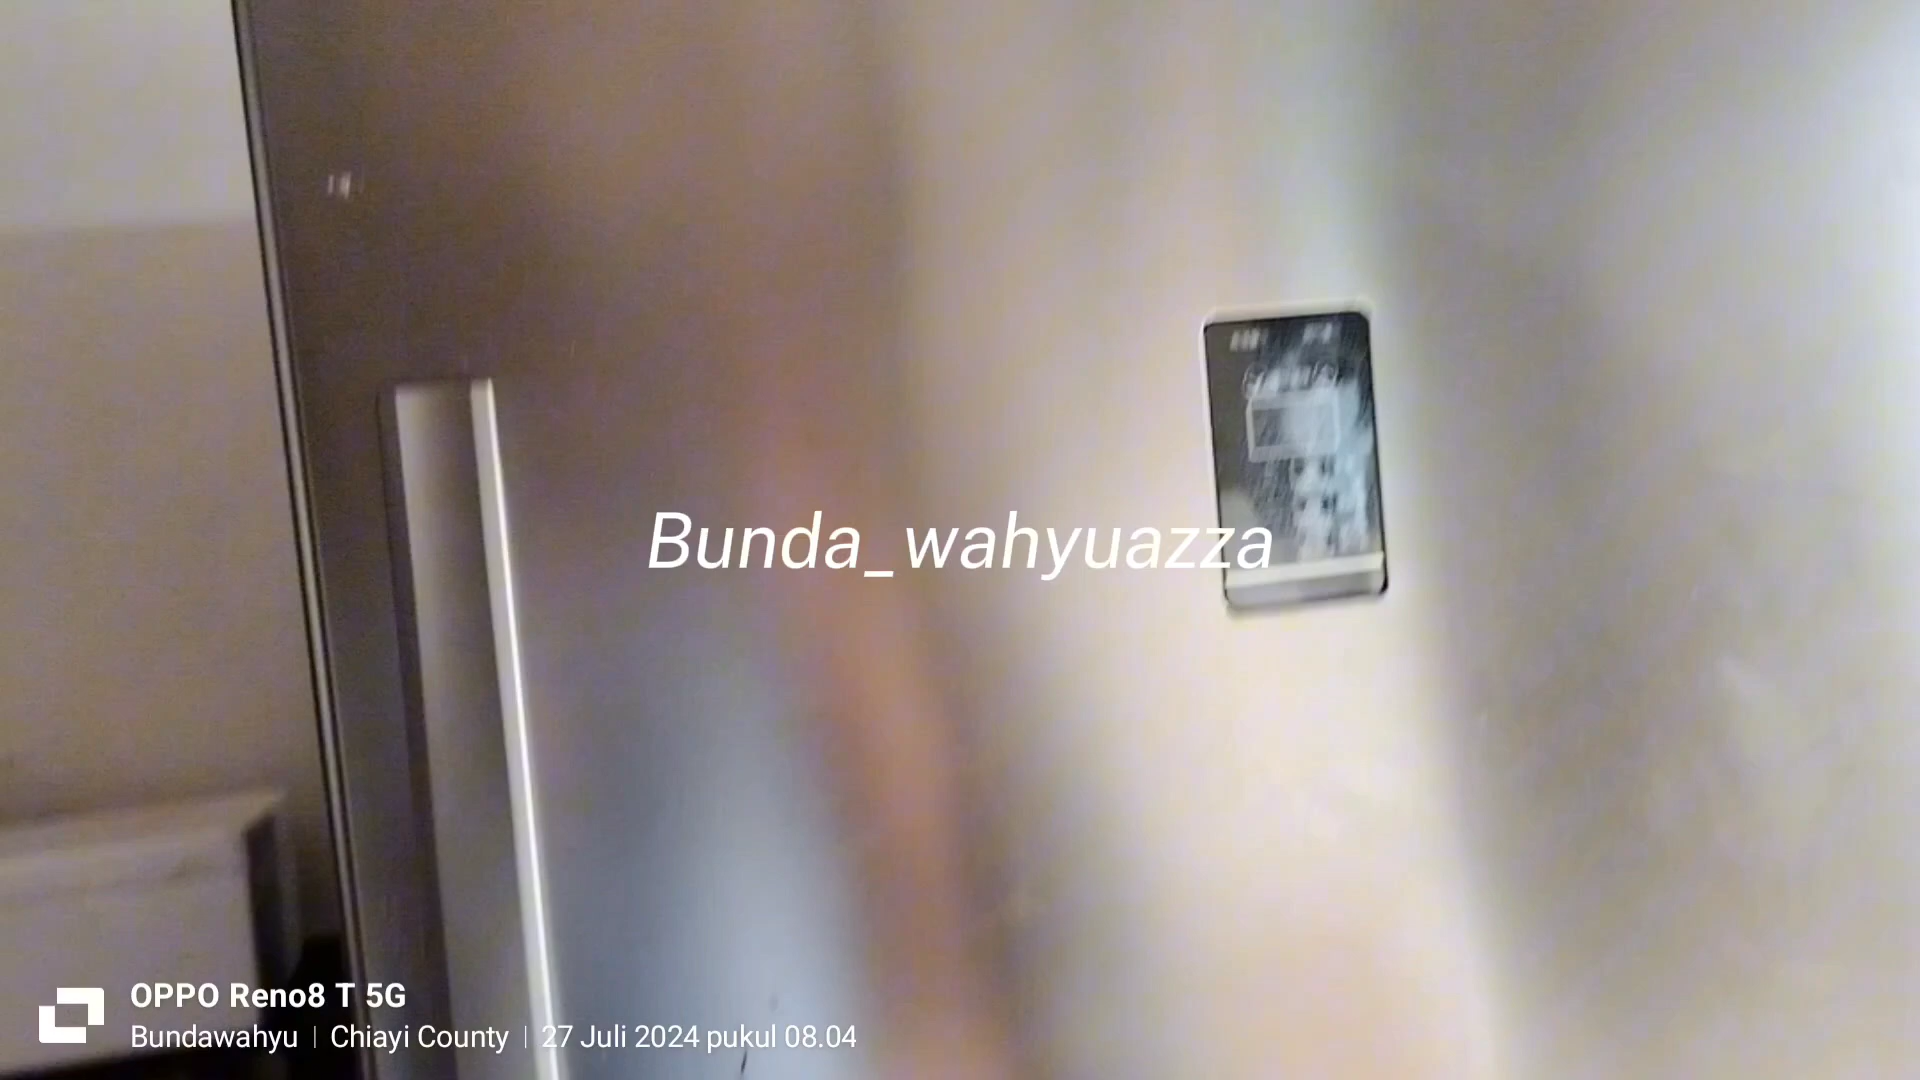 Bunda_wahyuazza
OPPO Reno8 T 5G
Bundawahyu | Chiayi County | 27 Juli 2024 pukul 08.04